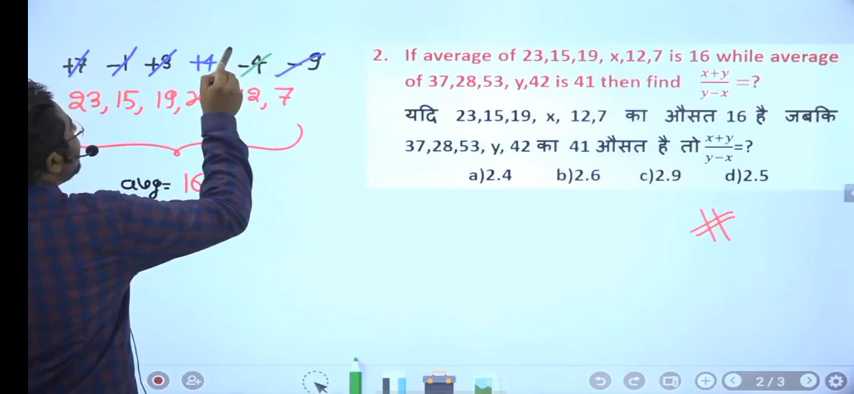 +7 -1 +3 +4 -4 -9
23, 15, 19, 2, 7
avg = 16
2. If average of 23,15,19, x,12,7 is 16 while average
of 37,28,53, y,42 is 41 then find \frac{x+y}{y-x} =?
यदि 23,15,19, x, 12,7 का औसत 16 है जबकि
37,28,53, y, 42 का 41 औसत है तो \frac{x+y}{y-x}=?
a)2.4 b)2.6 c)2.9 d)2.5
2 / 3